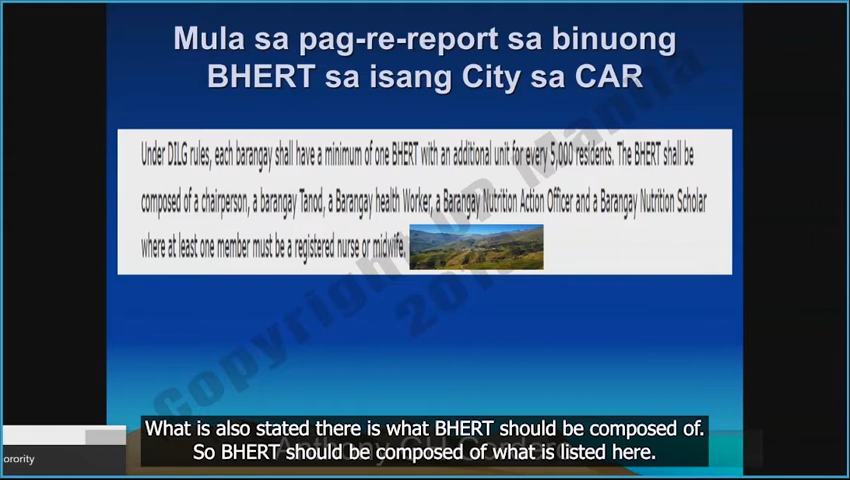 Mula sa pag-re-report sa binuong
BHERT sa isang City sa CAR
Under DILG rules, each barangay shall have a minimum of one BHERT with an additional unit for every 5,000 residents. The BHERT shall be
composed of a chairperson, a barangay Tanod, a Barangay health Worker, a Barangay Nutrition Action Officer and a Barangay Nutrition Scholar
where at least one member must be a registered nurse or midwife.
Copyright UP Manila
What is also stated there is what BHERT should be composed of.
So BHERT should be composed of what is listed here.
ority